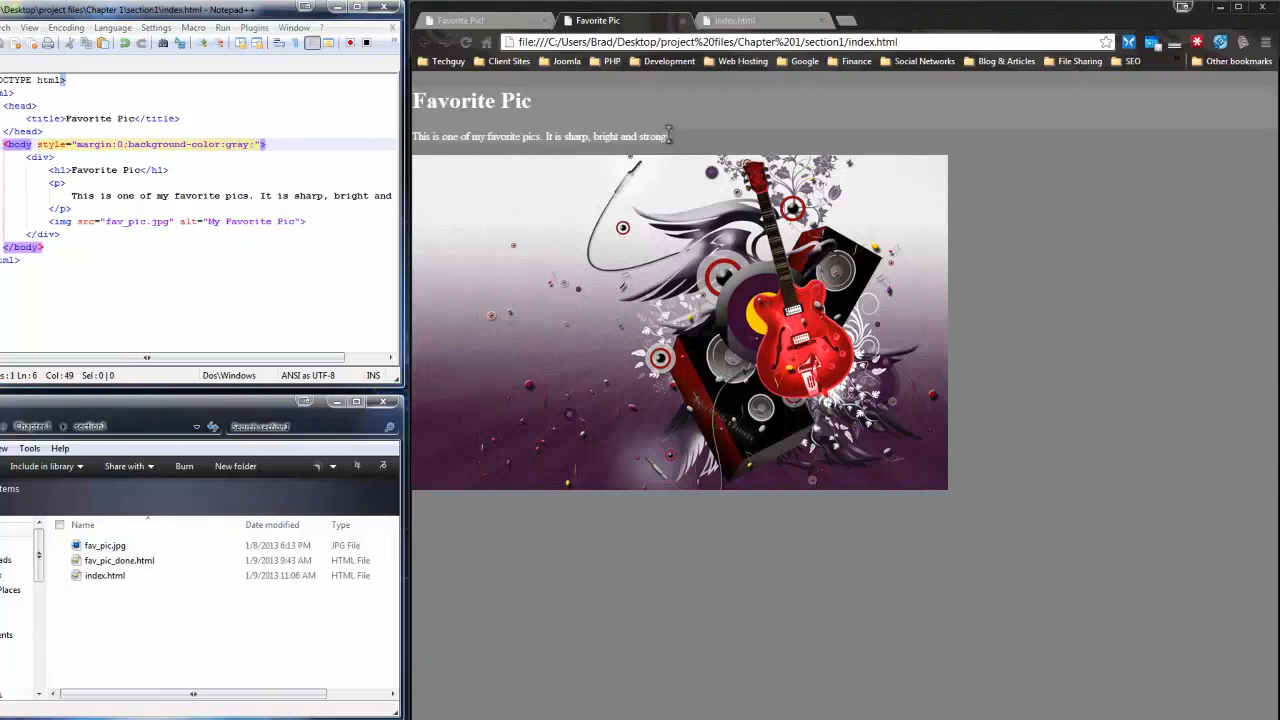 \Desktop\project files\Chapter 1\section1\index.html - Notepad++
rch View Encoding Language Settings Macro Run Plugins Window X
OCTYPE html>
ml>
<head>
<title>Favorite Pic</title>
</head>
<body style="margin:0;background-color:gray;">
<div>
<h1>Favorite Pic</h1>
<p>
This is one of my favorite pics. It is sharp, bright and
</p>
<img src="fav_pic.jpg" alt="My Favorite Pic">
</div>
</body>
ml>
s:1 Ln:6 Col:49 Sel:0|0 Dos\Windows ANSI as UTF-8 INS
Chapter1 section1 Search section1
ew Tools Help
Include in library Share with Burn New folder
tems
Name Date modified Type
fav_pic.jpg 1/8/2013 6:13 PM JPG File
fav_pic_done.html 1/9/2013 9:43 AM HTML File
index.html 1/9/2013 11:06 AM HTML File
ads
Places
ents
uter
s
Favorite Pic! Favorite Pic index.html
file:///C:/Users/Brad/Desktop/project%20files/Chapter%201/section1/index.html
Techguy Client Sites Joomla PHP Development Web Hosting Google Finance Social Networks Blog & Articles File Sharing SEO » Other bookmarks
Favorite Pic
This is one of my favorite pics. It is sharp, bright and strong.